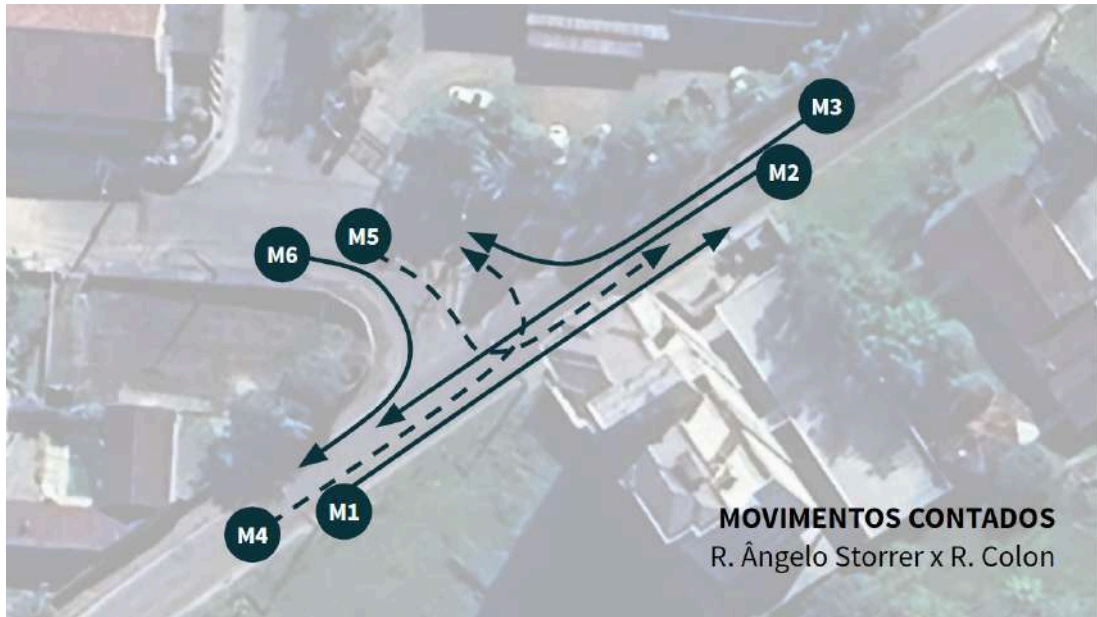 M3
M2
M5
M6
M1
M4
MOVIMENTOS CONTADOS
R. Ângelo Storrer x R. Colon